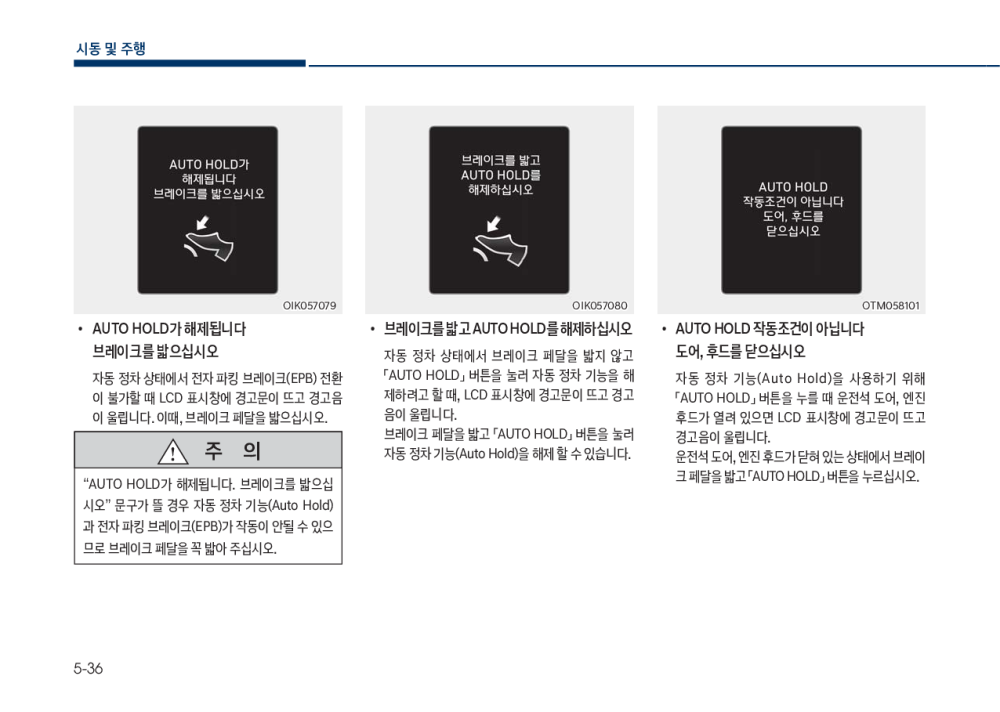 시동 및 주행
AUTO HOLD가
해제됩니다
브레이크를 밟으십시오
OIK057079
• AUTO HOLD가 해제됩니다
브레이크를 밟으십시오
자동 정차 상태에서 전자 파킹 브레이크(EPB) 전환
이 불가할 때 LCD 표시창에 경고문이 뜨고 경고음
이 울립니다. 이때, 브레이크 페달을 밟으십시오.
주 의
“AUTO HOLD가 해제됩니다. 브레이크를 밟으십
시오” 문구가 뜰 경우 자동 정차 기능(Auto Hold)
과 전자 파킹 브레이크(EPB)가 작동이 안될 수 있으
므로 브레이크 페달을 꼭 밟아 주십시오.
브레이크를 밟고
AUTO HOLD를
해제하십시오
OIK057080
• 브레이크를 밟고 AUTO HOLD를 해제하십시오
자동 정차 상태에서 브레이크 페달을 밟지 않고
「AUTO HOLD」 버튼을 눌러 자동 정차 기능을 해
제하려고 할 때, LCD 표시창에 경고문이 뜨고 경고
음이 울립니다.
브레이크 페달을 밟고 「AUTO HOLD」 버튼을 눌러
자동 정차 기능(Auto Hold)을 해제 할 수 있습니다.
AUTO HOLD
작동조건이 아닙니다
도어, 후드를
닫으십시오
OTM058101
• AUTO HOLD 작동조건이 아닙니다
도어, 후드를 닫으십시오
자동 정차 기능(Auto Hold)을 사용하기 위해
「AUTO HOLD」 버튼을 누를 때 운전석 도어, 엔진
후드가 열려 있으면 LCD 표시창에 경고문이 뜨고
경고음이 울립니다.
운전석 도어, 엔진 후드가 닫혀 있는 상태에서 브레이
크 페달을 밟고 「AUTO HOLD」 버튼을 누르십시오.
5-36